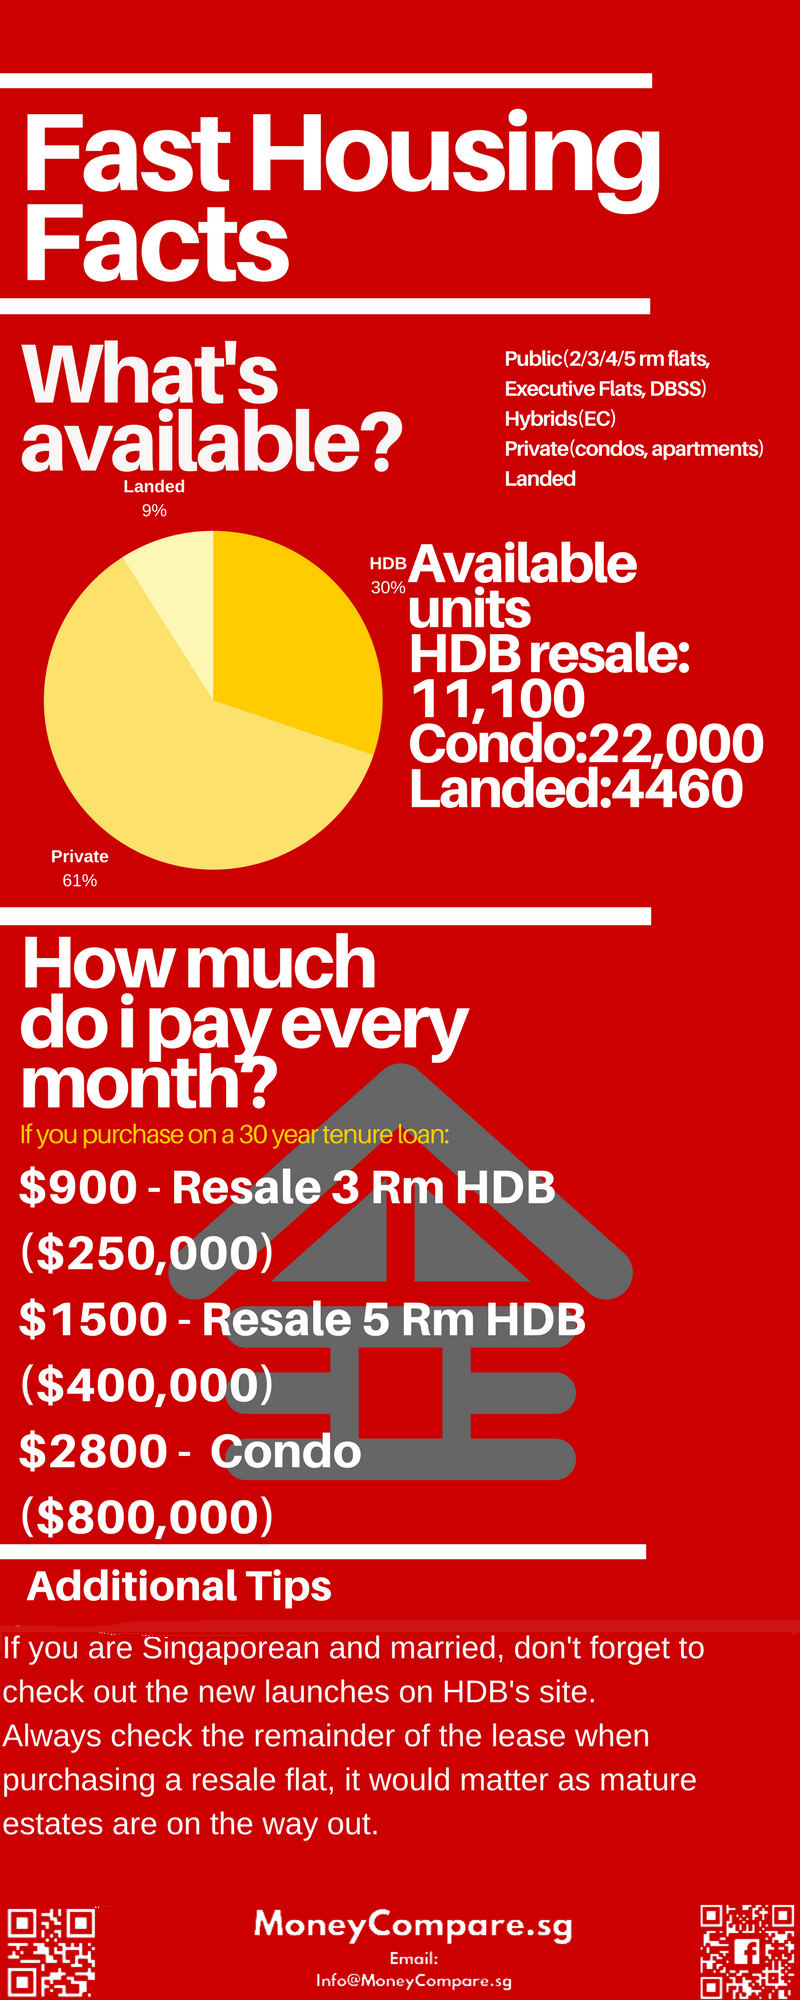 Fast Housing
Facts
What's
available?
Public(2/3/4/5 rm flats,
Executive Flats, DBSS)
Hybrids(EC)
Private(condos, apartments)
Landed
Landed
9%
HDB
30%
Private
61%
Available
units
HDB resale:
11,100
Condo:22,000
Landed:4460
How much
do i pay every
month?
If you purchase on a 30 year tenure loan:
$900 - Resale 3 Rm HDB
($250,000)
$1500 - Resale 5 Rm HDB
($400,000)
$2800 - Condo
($800,000)
Additional Tips
If you are Singaporean and married, don't forget to
check out the new launches on HDB's site.
Always check the remainder of the lease when
purchasing a resale flat, it would matter as mature
estates are on the way out.
MoneyCompare.sg
Email:
Info@MoneyCompare.sg